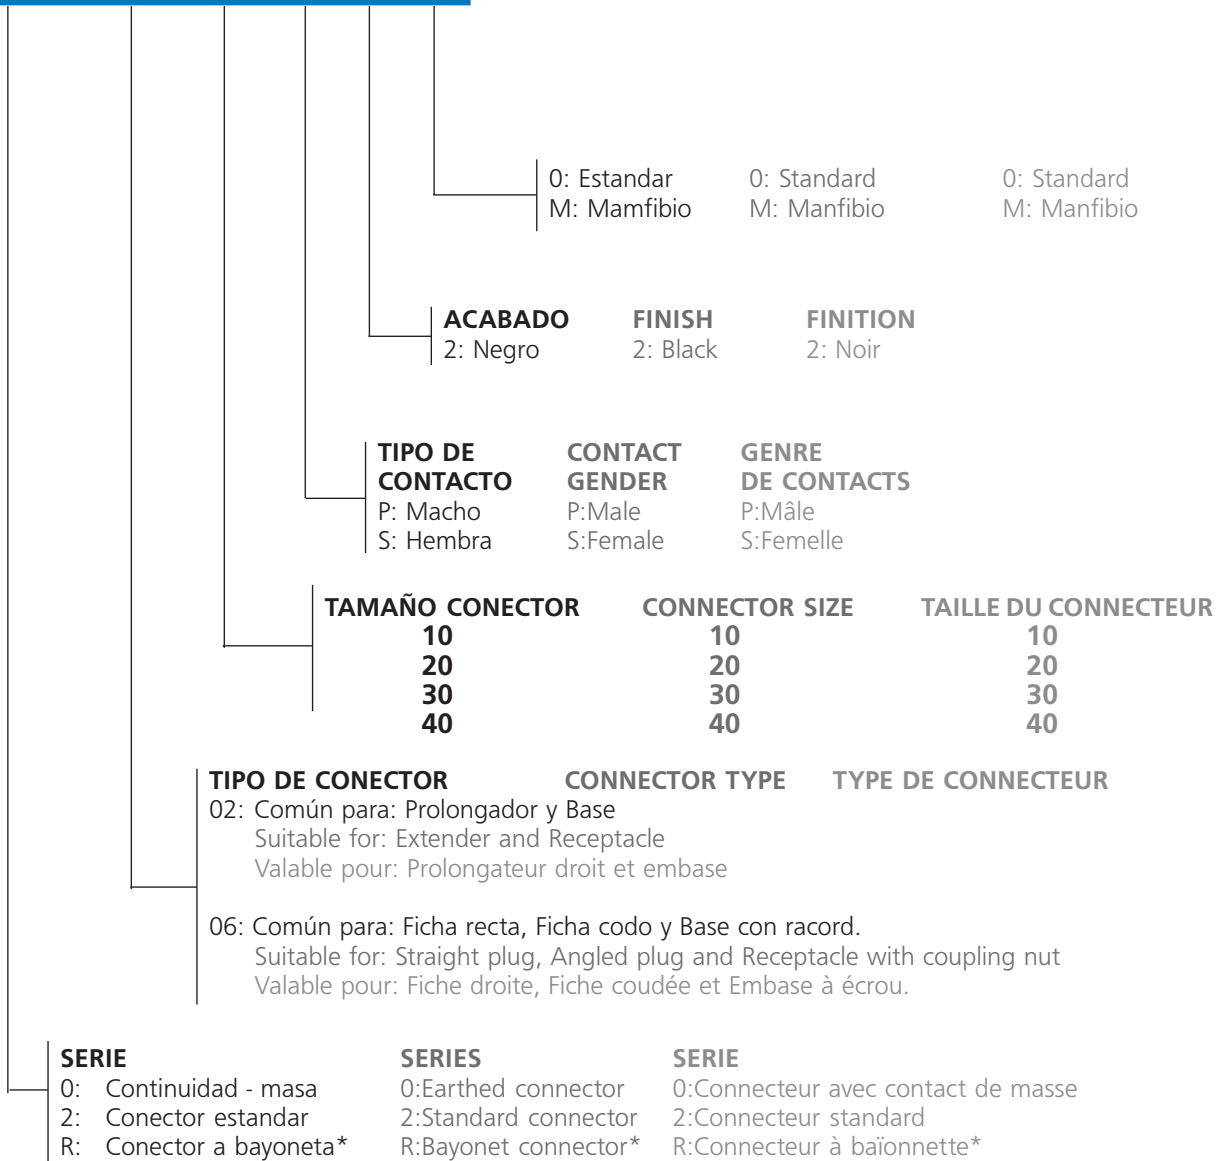 0: Estandar 0: Standard 0: Standard
M: Mamfibio M: Manfibio M: Manfibio
ACABADO FINISH FINITION
2: Negro 2: Black 2: Noir
TIPO DE CONTACT GENRE
CONTACTO GENDER DE CONTACTS
P: Macho P:Male P:Mâle
S: Hembra S:Female S:Femelle
TAMAÑO CONECTOR CONNECTOR SIZE TAILLE DU CONNECTEUR
10 10 10
20 20 20
30 30 30
40 40 40
TIPO DE CONECTOR CONNECTOR TYPE TYPE DE CONNECTEUR
02: Común para: Prolongador y Base
Suitable for: Extender and Receptacle
Valable pour: Prolongateur droit et embase
06: Común para: Ficha recta, Ficha codo y Base con racord.
Suitable for: Straight plug, Angled plug and Receptacle with coupling nut
Valable pour: Fiche droite, Fiche coudée et Embase à écrou.
SERIE SERIES SERIE
0: Continuidad - masa 0:Earthed connector 0:Connecteur avec contact de masse
2: Conector estandar 2:Standard connector 2:Connecteur standard
R: Conector a bayoneta* R:Bayonet connector* R:Connecteur à baïonnette*